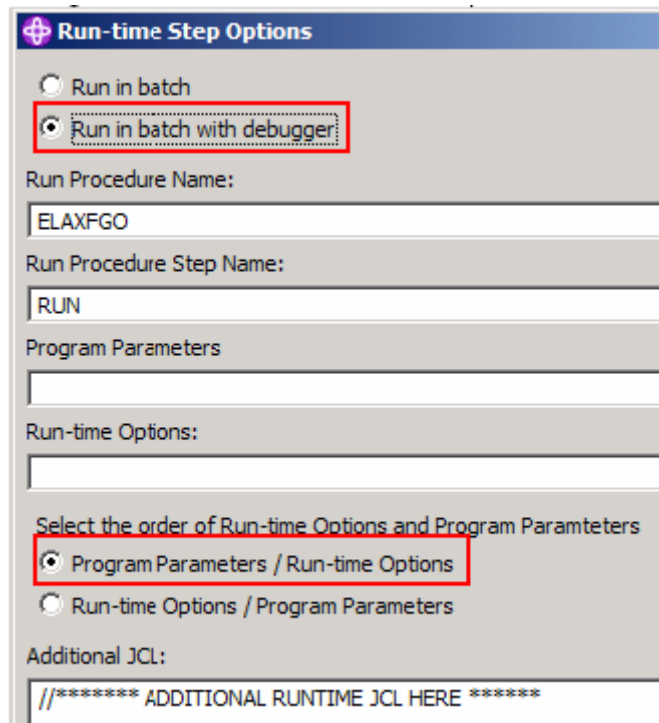 Run-time Step Options
Run in batch
Run in batch with debugger
Run Procedure Name:
ELAXFGO
Run Procedure Step Name:
RUN
Program Parameters
Run-time Options:
Select the order of Run-time Options and Program Paramteters
Program Parameters / Run-time Options
Run-time Options / Program Parameters
Additional JCL:
//******* ADDITIONAL RUNTIME JCL HERE ******